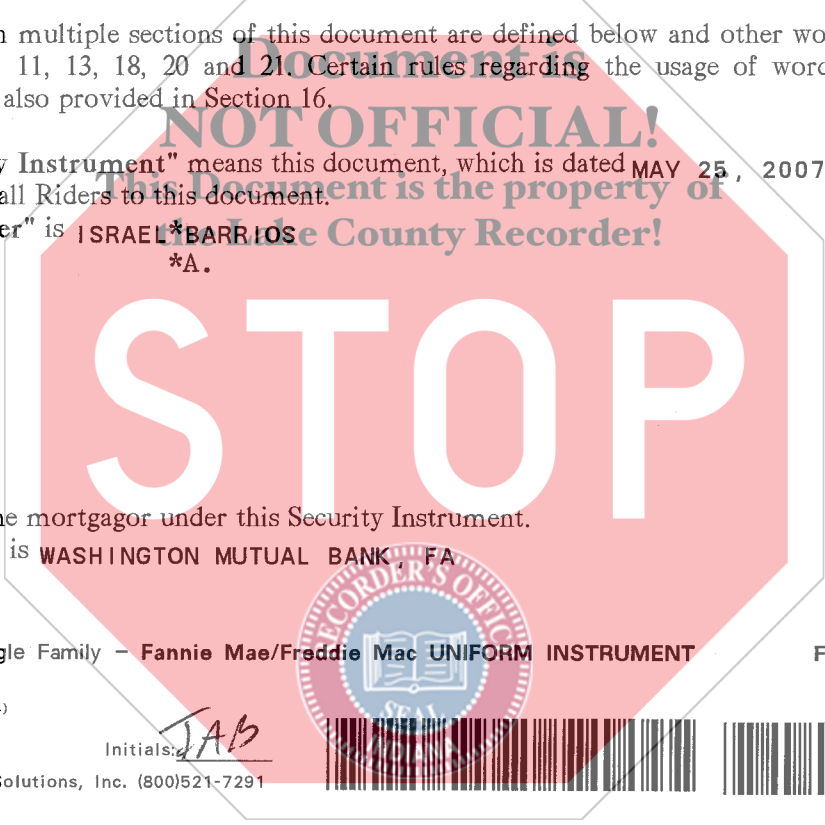 multiple sections of this document are defined below and other wo
Document is
11, 13, 18, 20 and 21. Certain rules regarding the usage of word
also provided in Section 16.
NOT OFFICIAL!
Instrument" means this document, which is dated MAY 25, 2007
This Document is the property of
all Riders to this document.
er" is ISRAEL*BARRIOS
the Lake County Recorder!
*A.
STOP
e mortgagor under this Security Instrument.
is WASHINGTON MUTUAL BANK, FA
RECORDER'S OFFICE
gle Family – Fannie Mae/Freddie Mac UNIFORM INSTRUMENT F
SEAL
INDIANA
Initials: IAB
Solutions, Inc. (800)521-7291